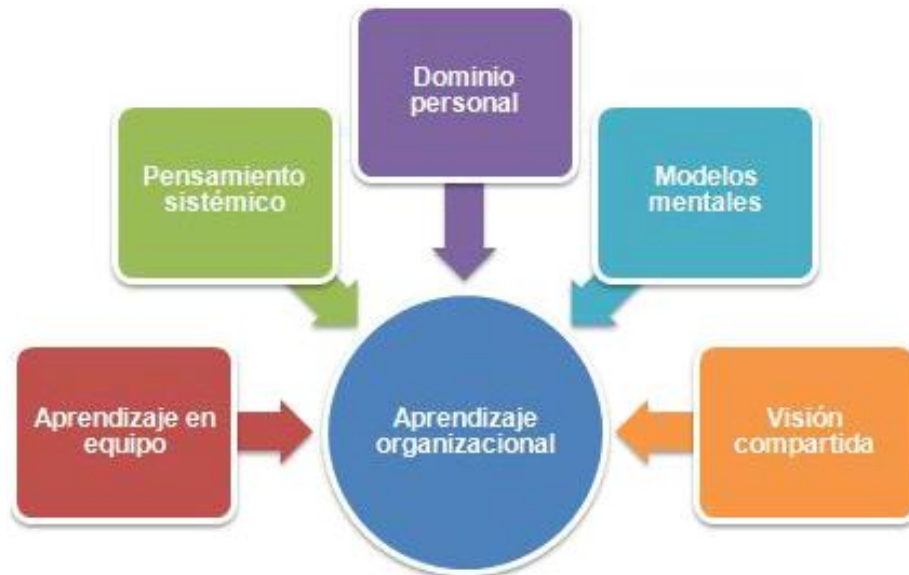 Dominio
personal
Pensamiento
sistémico
Modelos
mentales
Aprendizaje en
equipo
Aprendizaje
organizacional
Visión
compartida